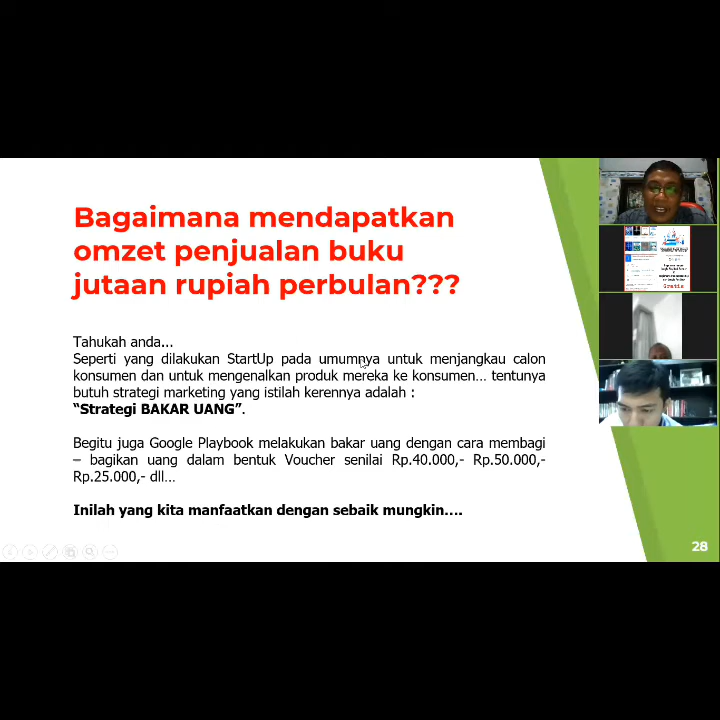 Bagaimana mendapatkan
omzet penjualan buku
jutaan rupiah perbulan???
Tahukah anda...
Seperti yang dilakukan StartUp pada umumnya untuk menjangkau calon
konsumen dan untuk mengenalkan produk mereka ke konsumen... tentunya
butuh strategi marketing yang istilah kerennya adalah :
“Strategi BAKAR UANG”.
Begitu juga Google Playbook melakukan bakar uang dengan cara membagi
– bagikan uang dalam bentuk Voucher senilai Rp.40.000,- Rp.50.000,-
Rp.25.000,- dll...
Inilah yang kita manfaatkan dengan sebaik mungkin....
28